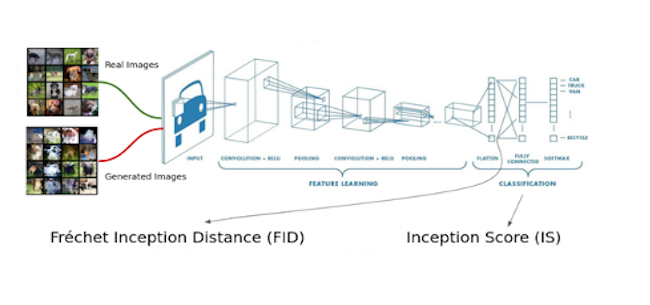 Real Images
Generated Images
INPUT
CONVOLUTION + RELU
POOLING
CONVOLUTION + RELU
POOLING
FLATTEN
FULLY
CONNECTED
SOFTMAX
CAR
TRUCK
VAN
BICYCLE
FEATURE LEARNING
CLASSIFICATION
Fréchet Inception Distance (FID)
Inception Score (IS)